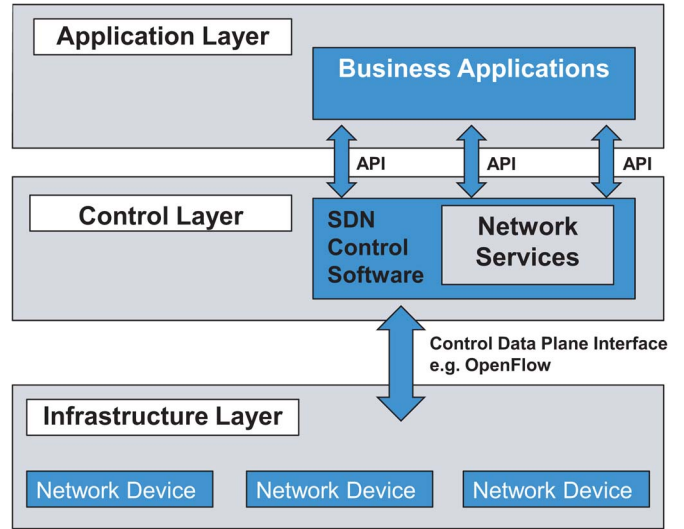 Application Layer
Business Applications
API
API
API
Control Layer
SDN
Control
Software
Network
Services
Control Data Plane Interface
e.g. OpenFlow
Infrastructure Layer
Network Device
Network Device
Network Device